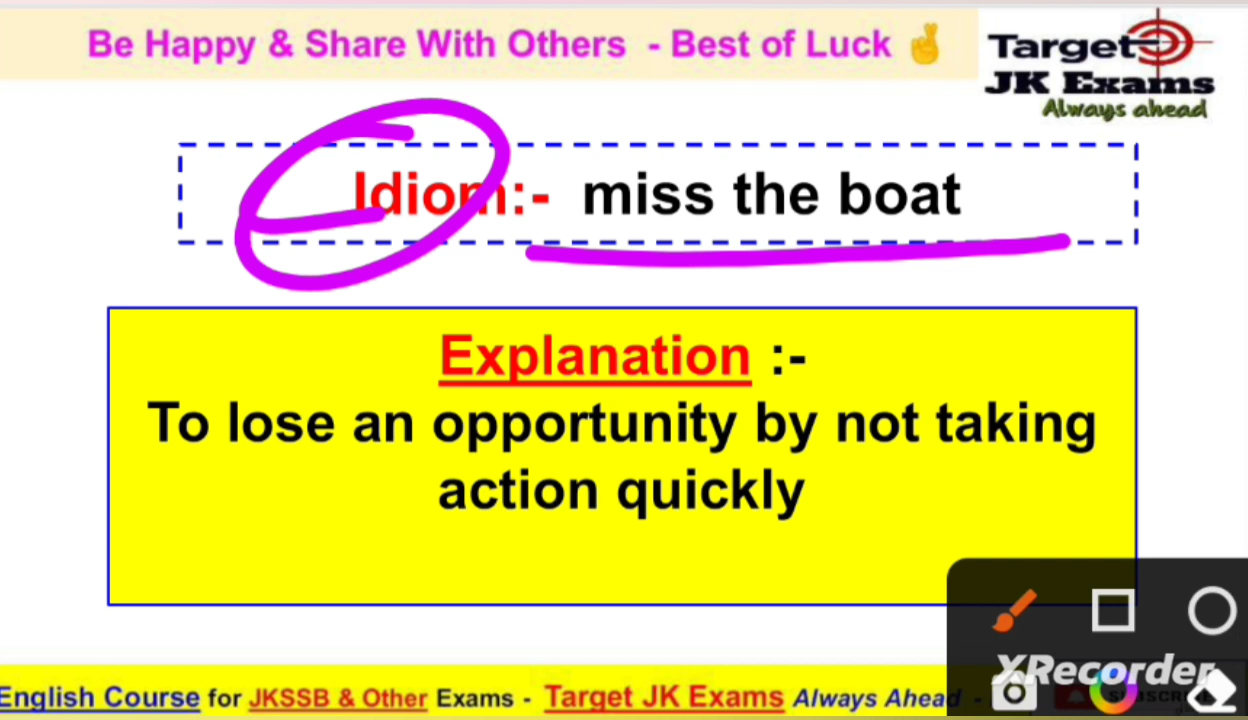 Be Happy & Share With Others - Best of Luck
Target
JK Exams
Always ahead
Idiom:- miss the boat
Explanation :-
To lose an opportunity by not taking
action quickly
XRecorder
English Course for JKSSB & Other Exams - Target JK Exams Always Ahead -